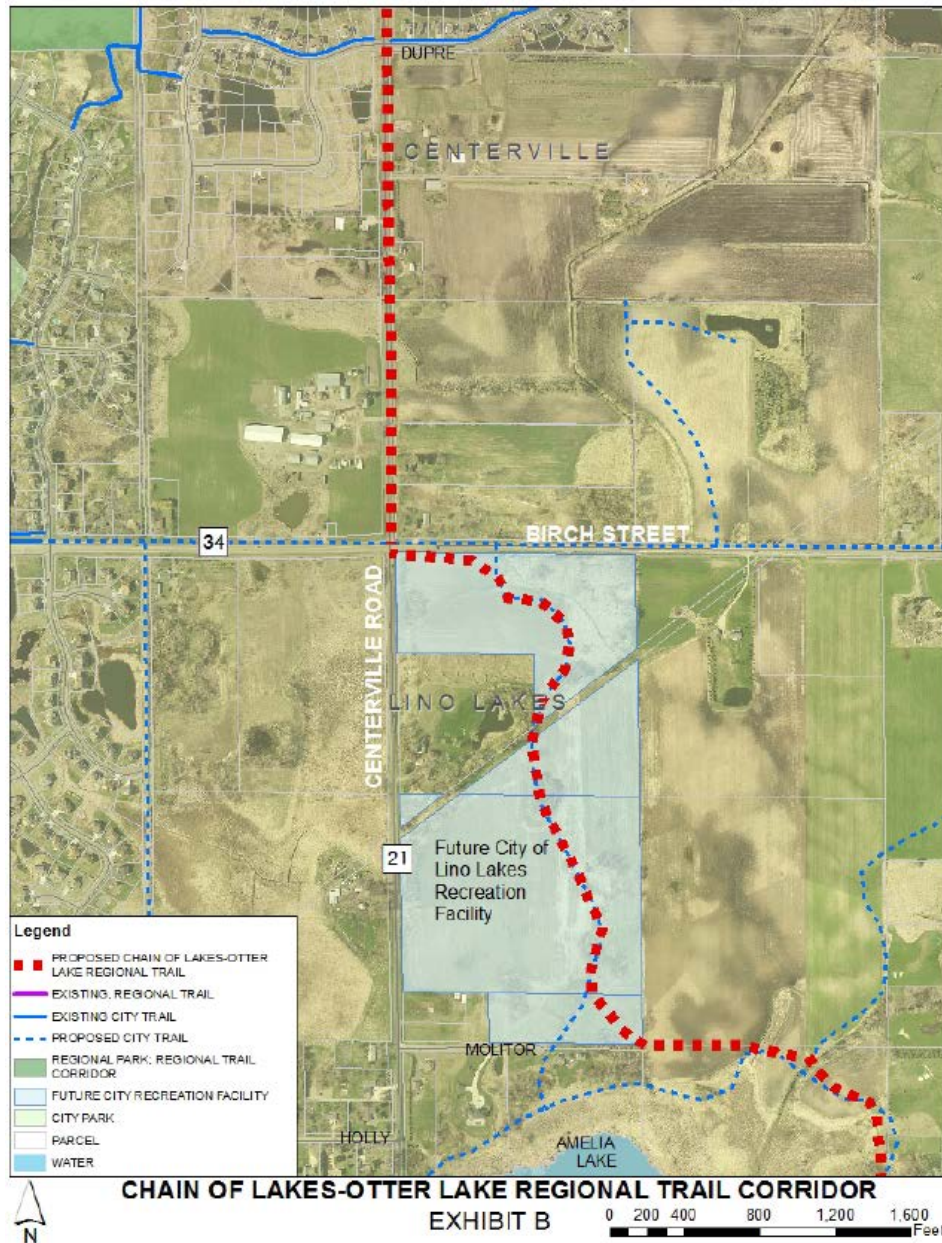 DUPRE
CENTERVILLE
34
BIRCH STREET
CENTERVILLE ROAD
LINO LAKES
21
Future City of
Lino Lakes
Recreation
Facility
MOLITOR
HOLLY
AMELIA
LAKE
Legend
PROPOSED CHAIN OF LAKES-OTTER
LAKE REGIONAL TRAIL
EXISTING, REGIONAL TRAIL
EXISTING CITY TRAIL
PROPOSED CITY TRAIL
REGIONAL PARK; REGIONAL TRAIL
CORRIDOR
FUTURE CITY RECREATION FACILITY
CITY PARK
PARCEL
WATER
N
CHAIN OF LAKES-OTTER LAKE REGIONAL TRAIL CORRIDOR
EXHIBIT B
0 200 400 800 1,200 1,600
Feet